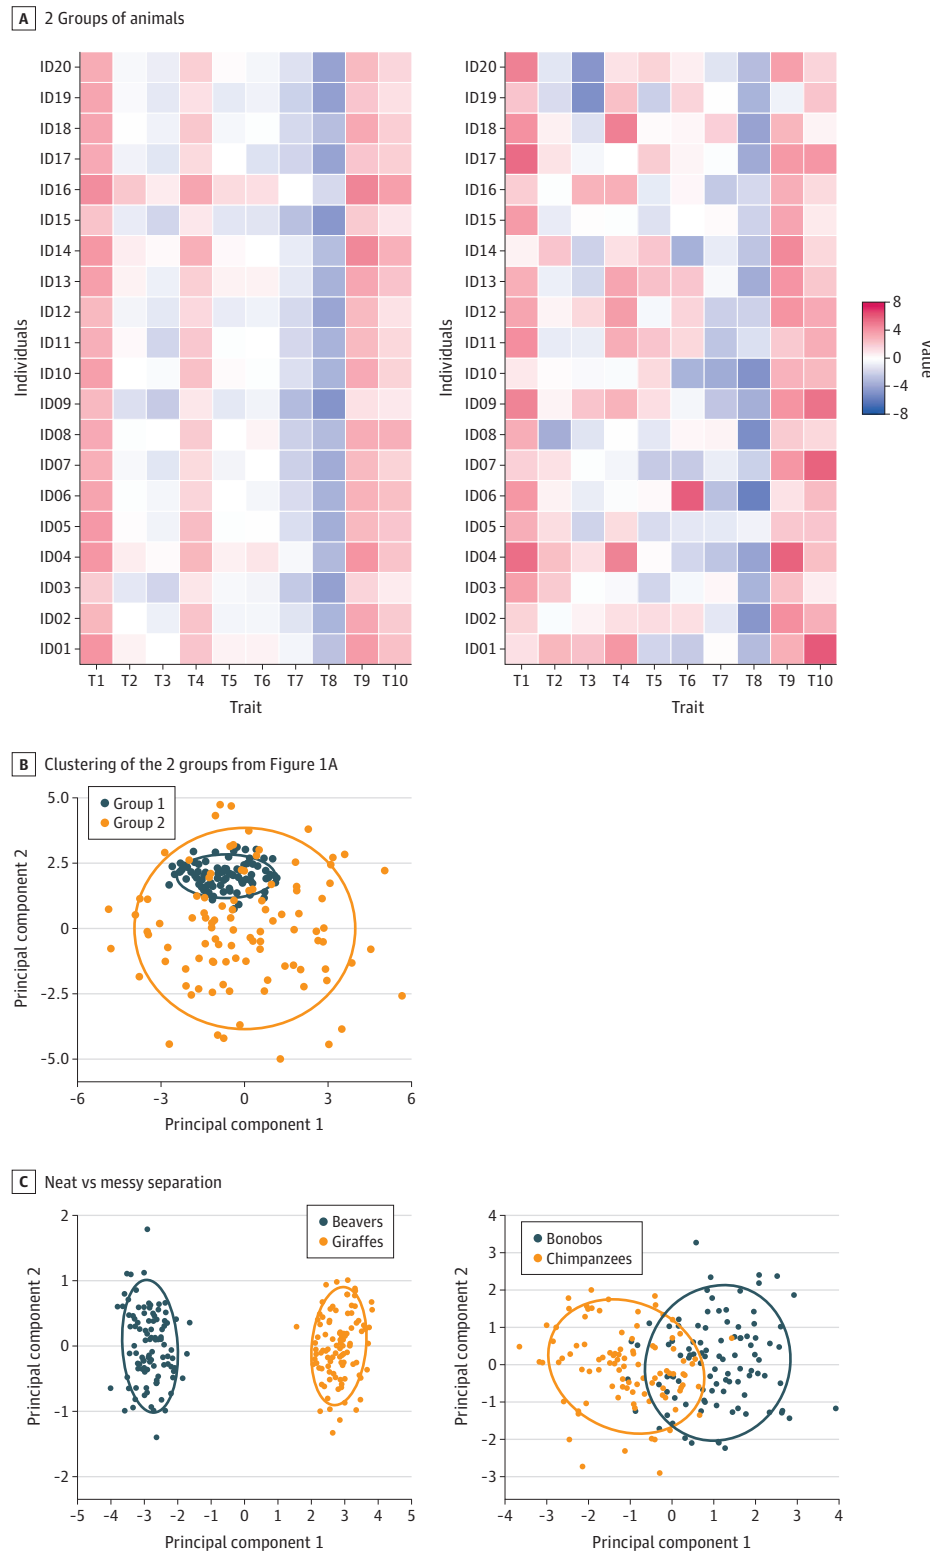 A 2 Groups of animals
ID20
ID19
ID18
ID17
ID16
ID15
ID14
ID13
ID12
ID11
ID10
ID09
ID08
ID07
ID06
ID05
ID04
ID03
ID02
ID01
Individuals
T1 T2 T3 T4 T5 T6 T7 T8 T9 T10
Trait
ID20
ID19
ID18
ID17
ID16
ID15
ID14
ID13
ID12
ID11
ID10
ID09
ID08
ID07
ID06
ID05
ID04
ID03
ID02
ID01
Individuals
T1 T2 T3 T4 T5 T6 T7 T8 T9 T10
Trait
8
4
0
-4
-8
Value
B Clustering of the 2 groups from Figure 1A
Group 1
Group 2
5.0
2.5
0
-2.5
-5.0
Principal component 2
-6 -3 0 3 6
Principal component 1
C Neat vs messy separation
Beavers
Giraffes
2
1
0
-1
-2
Principal component 2
-5 -4 -3 -2 -1 0 1 2 3 4 5
Principal component 1
Bonobos
Chimpanzees
4
3
2
1
0
-1
-2
-3
Principal component 2
-4 -3 -2 -1 0 1 2 3 4
Principal component 1